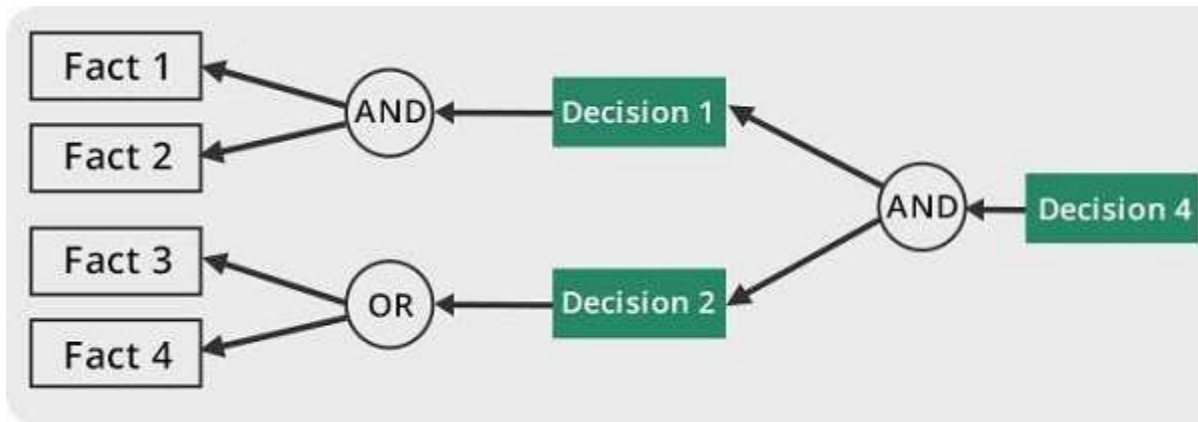 Fact 1
Fact 2
AND
Decision 1
AND
Decision 4
Fact 3
Fact 4
OR
Decision 2